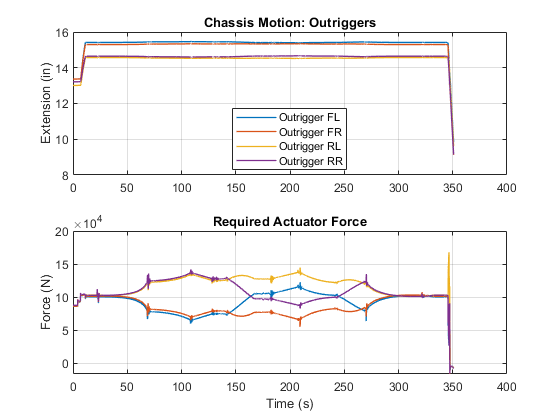 Chassis Motion: Outriggers
16
14
12
10
8
Extension (in)
Outrigger FL
Outrigger FR
Outrigger RL
Outrigger RR
0 50 100 150 200 250 300 350 400
Required Actuator Force
×10^4
20
15
10
5
0
Force (N)
0 50 100 150 200 250 300 350 400
Time (s)